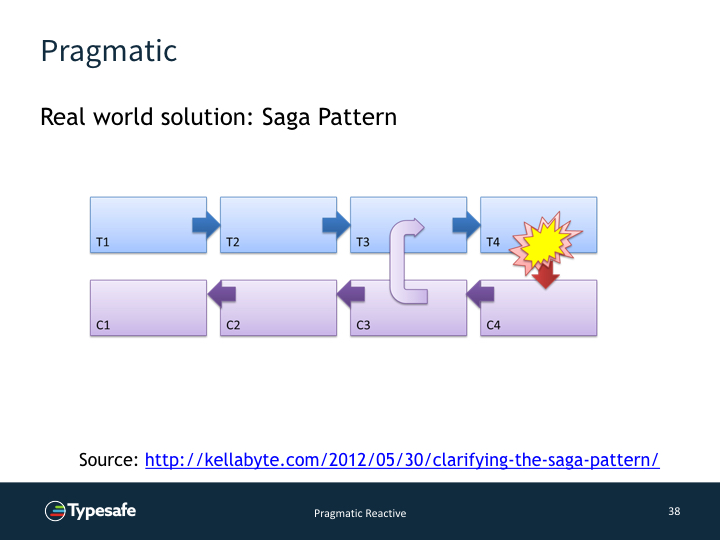 Pragmatic
Real world solution: Saga Pattern
T1
T2
T3
T4
C1
C2
C3
C4
Source: http://kellabyte.com/2012/05/30/clarifying-the-saga-pattern/
Typesafe
Pragmatic Reactive
38